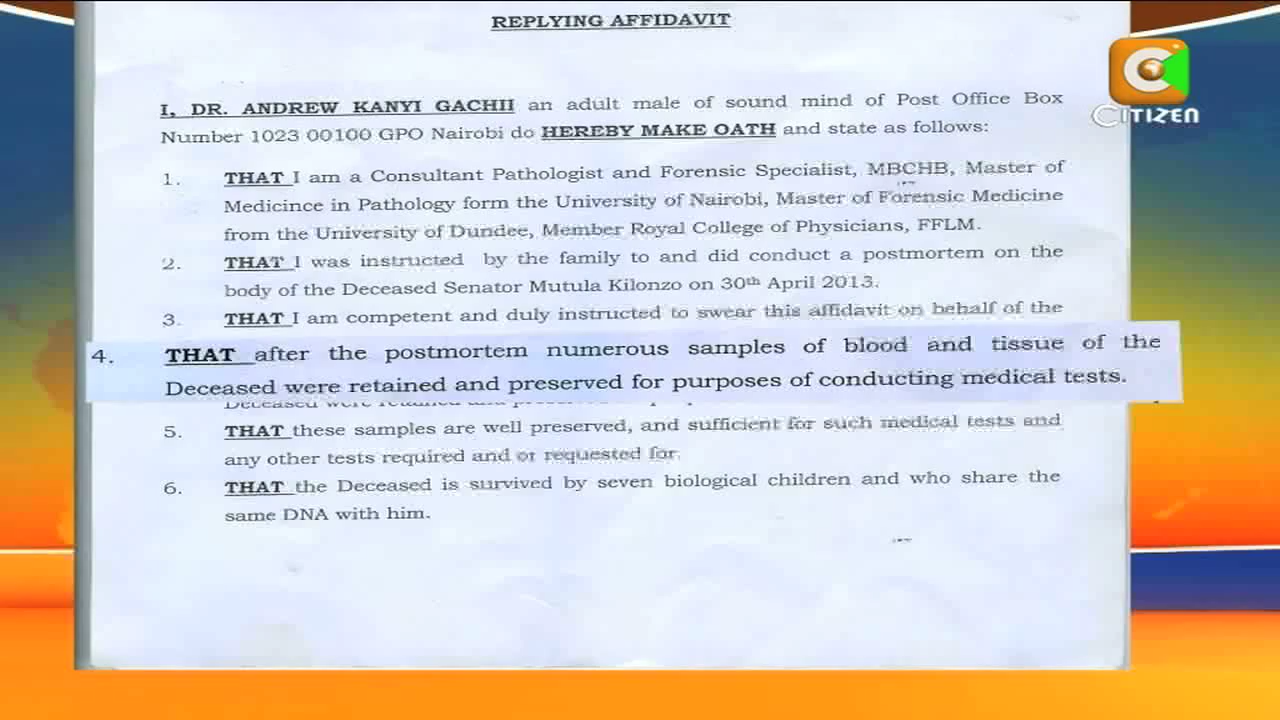 REPLYING AFFIDAVIT
CITIZEN
I, DR. ANDREW KANYI GACHII an adult male of sound mind of Post Office Box
Number 1023 00100 GPO Nairobi do HEREBY MAKE OATH and state as follows:
1. THAT I am a Consultant Pathologist and Forensic Specialist, MBCHB, Master of
Medicince in Pathology form the University of Nairobi, Master of Forensic Medicine
from the University of Dundee, Member Royal College of Physicians, FFLM.
2. THAT I was instructed by the family to and did conduct a postmortem on the
body of the Deceased Senator Mutula Kilonzo on 30th April 2013.
3. THAT I am competent and duly instructed to swear this affidavit on behalf of the
4. THAT after the postmortem numerous samples of blood and tissue of the
Deceased were retained and preserved for purposes of conducting medical tests.
Deceased were retained and
5. THAT these samples are well preserved, and sufficient for such medical tests and
any other tests required and or requested for.
6. THAT the Deceased is survived by seven biological children and who share the
same DNA with him.